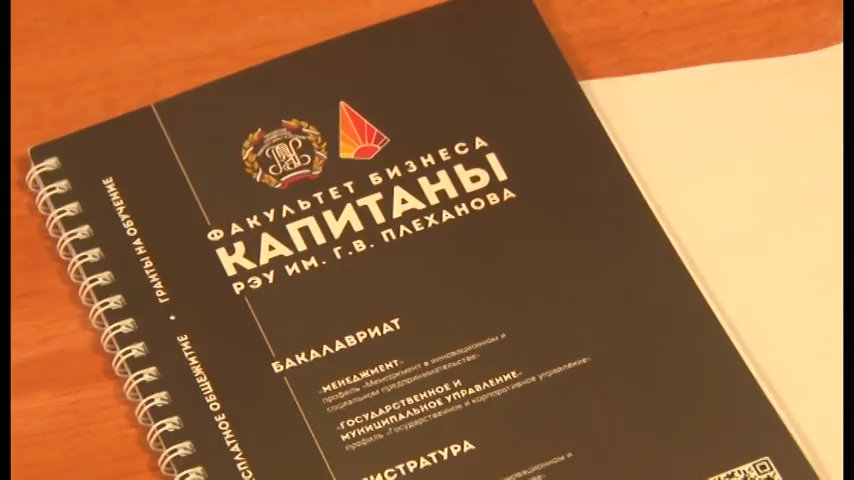 ФАКУЛЬТЕТ БИЗНЕСА
КАПИТАНЫ
РЭУ ИМ. Г.В. ПЛЕХАНОВА
ГРАНТЫ НА ОБУЧЕНИЕ
•
СПЛАТНОЕ ОБЩЕЖИТИЕ
БАКАЛАВРИАТ
«МЕНЕДЖМЕНТ»
профиль «Менеджмент в инновационном и
социальном предпринимательстве»
«ГОСУДАРСТВЕННОЕ И
МУНИЦИПАЛЬНОЕ УПРАВЛЕНИЕ»
профиль «Государственное и корпоративное управление»
ИСТРАТУРА